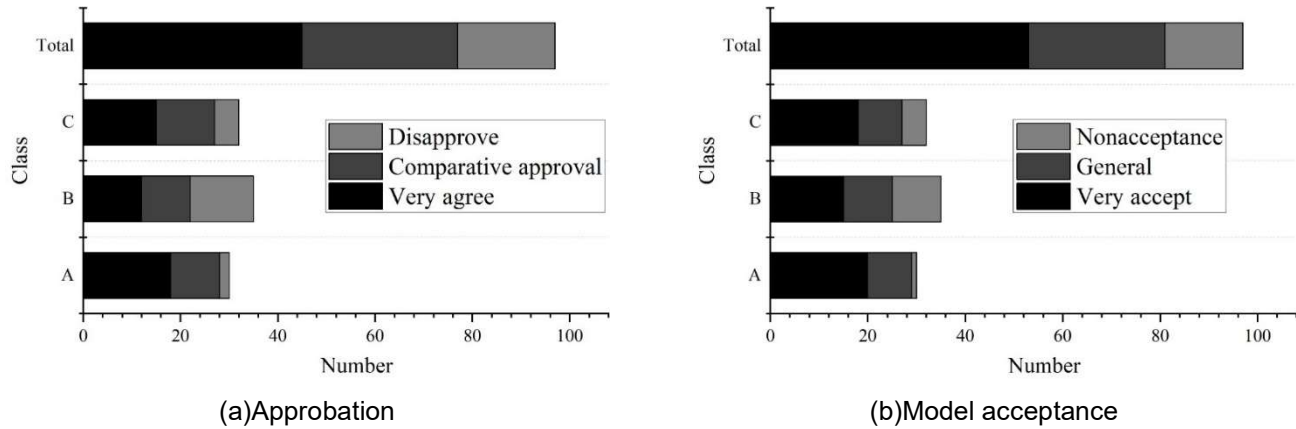 Total
C
B
A
Class
Disapprove
Comparative approval
Very agree
0 20 40 60 80 100
Number
(a)Approbation
Total
C
B
A
Class
Nonacceptance
General
Very accept
0 20 40 60 80 100
Number
(b)Model acceptance